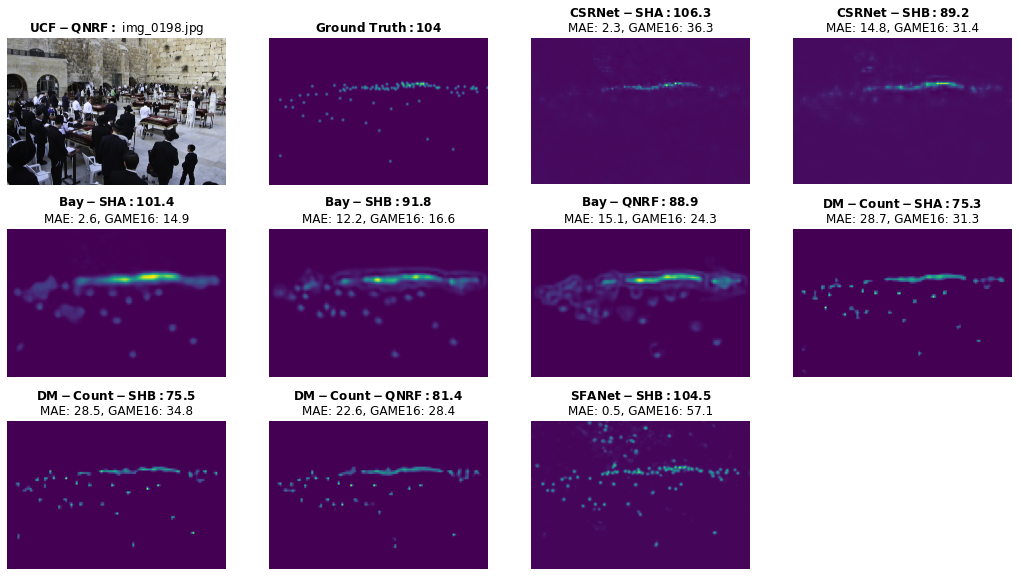 UCF − QNRF : img_0198.jpg
Ground Truth : 104
CSRNet − SHA : 106.3
MAE: 2.3, GAME16: 36.3
CSRNet − SHB : 89.2
MAE: 14.8, GAME16: 31.4
Bay − SHA : 101.4
MAE: 2.6, GAME16: 14.9
Bay − SHB : 91.8
MAE: 12.2, GAME16: 16.6
Bay − QNRF : 88.9
MAE: 15.1, GAME16: 24.3
DM − Count − SHA : 75.3
MAE: 28.7, GAME16: 31.3
DM − Count − SHB : 75.5
MAE: 28.5, GAME16: 34.8
DM − Count − QNRF : 81.4
MAE: 22.6, GAME16: 28.4
SFANet − SHB : 104.5
MAE: 0.5, GAME16: 57.1